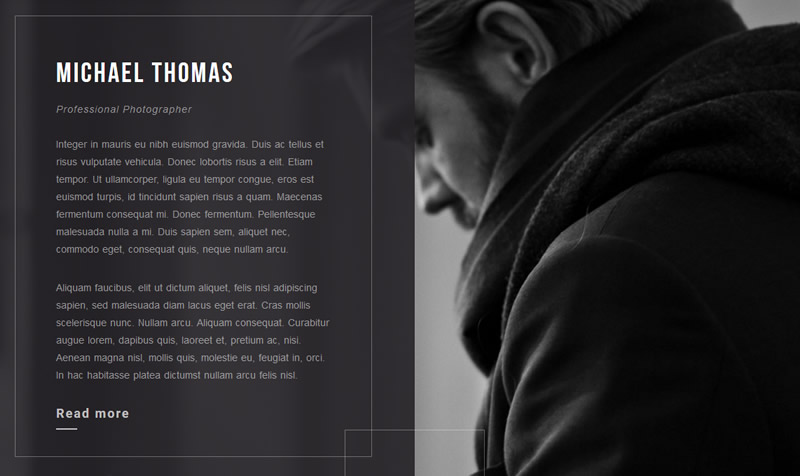 MICHAEL THOMAS
Professional Photographer
Integer in mauris eu nibh euismod gravida. Duis ac tellus et
risus vulputate vehicula. Donec lobortis risus a elit. Etiam
tempor. Ut ullamcorper, ligula eu tempor congue, eros est
euismod turpis, id tincidunt sapien risus a quam. Maecenas
fermentum consequat mi. Donec fermentum. Pellentesque
malesuada nulla a mi. Duis sapien sem, aliquet nec,
commodo eget, consequat quis, neque nullam arcu.
Aliquam faucibus, elit ut dictum aliquet, felis nisl adipiscing
sapien, sed malesuada diam lacus eget erat. Cras mollis
scelerisque nunc. Nullam arcu. Aliquam consequat. Curabitur
augue lorem, dapibus quis, laoreet et, pretium ac, nisi.
Aenean magna nisl, mollis quis, molestie eu, feugiat in, orci.
In hac habitasse platea dictumst nullam arcu felis nisl.
Read more